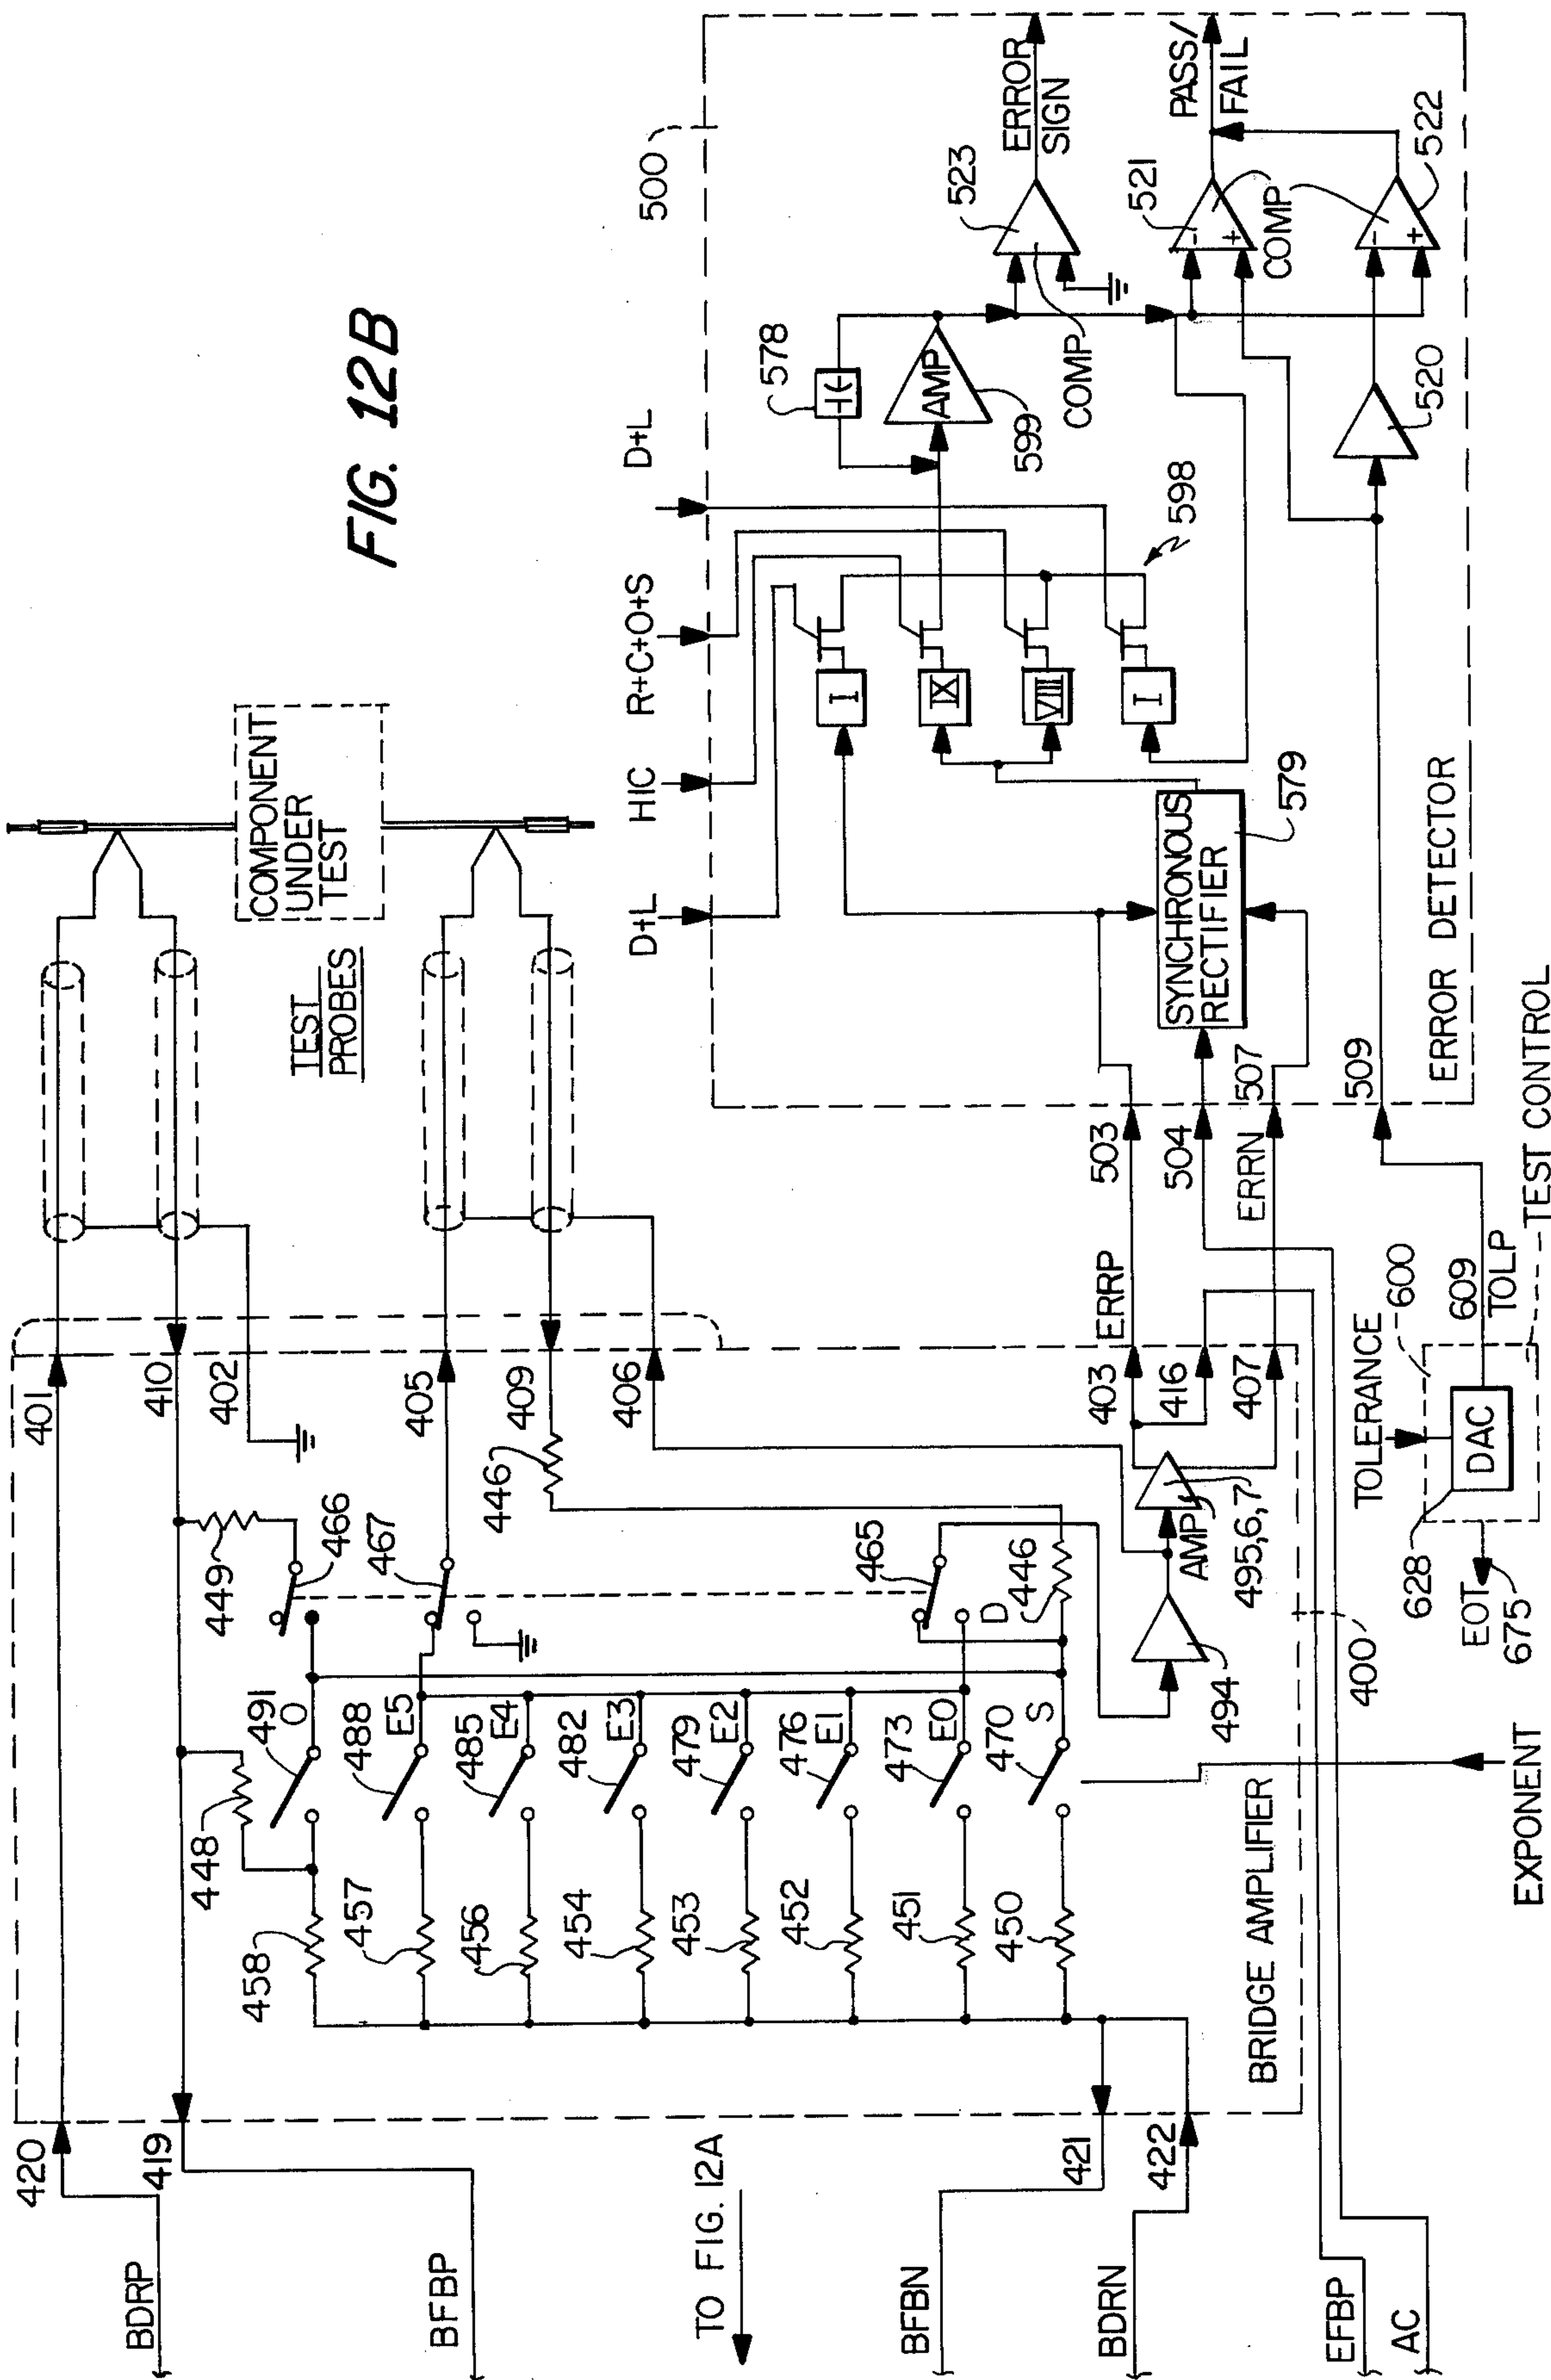 FIG. 12B
BDRP
BFBP
TO FIG. 12A
BFBN
BDRN
EFBP
AC
420
419
421
422
401
410
402
405
409
406
403
416
407
448
449
466
467
446
458
491
O
457
488
E5
456
485
E4
454
482
E3
453
479
E2
452
476
E1
451
473
E0
450
470
S
465
D
446
494
AMP
495,6,7
400
BRIDGE AMPLIFIER
EXPONENT
TEST
PROBES
COMPONENT
UNDER
TEST
ERRP
503
504
ERRN
507
509
TOLERANCE
600
609
TOLP
DAC
628
EOT
675
TEST CONTROL
D+L
HIC
R+C+O+S
D+L
500
SYNCHRONOUS
RECTIFIER
579
I
IX
VIII
I
598
578
AMP
599
COMP
523
ERROR
SIGN
521
-
+
COMP
PASS/
FAIL
522
-
+
520
ERROR DETECTOR